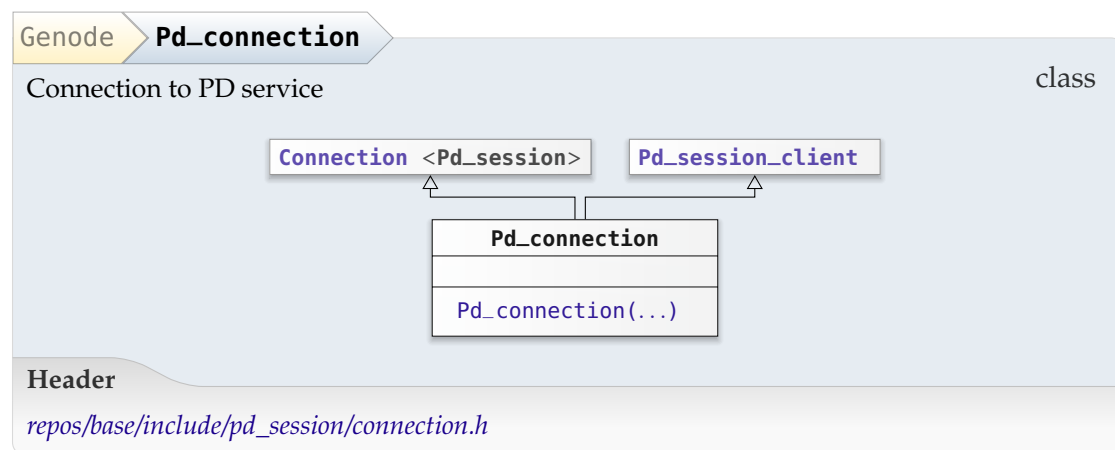 Genode Pd_connection
Connection to PD service
class
Connection <Pd_session>
Pd_session_client
Pd_connection
Pd_connection(...)
Header
repos/base/include/pd_session/connection.h